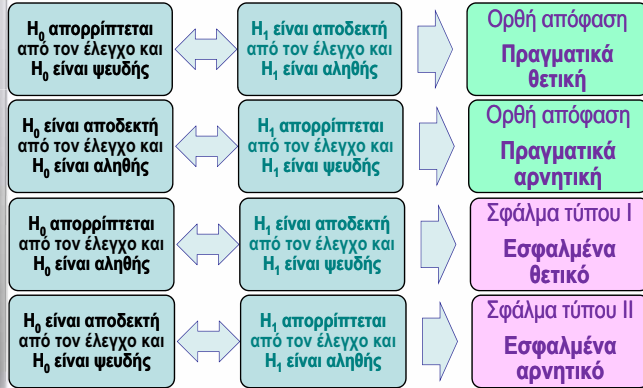 H₀ απορρίπτεται
από τον έλεγχο και
H₀ είναι ψευδής
H₁ είναι αποδεκτή
από τον έλεγχο και
H₁ είναι αληθής
Ορθή απόφαση
Πραγματικά
θετική
H₀ είναι αποδεκτή
από τον έλεγχο και
H₀ είναι αληθής
H₁ απορρίπτεται
από τον έλεγχο και
H₁ είναι ψευδής
Ορθή απόφαση
Πραγματικά
αρνητική
H₀ απορρίπτεται
από τον έλεγχο και
H₀ είναι αληθής
H₁ είναι αποδεκτή
από τον έλεγχο και
H₁ είναι ψευδής
Σφάλμα τύπου I
Εσφαλμένα
θετικό
H₀ είναι αποδεκτή
από τον έλεγχο και
H₀ είναι ψευδής
H₁ απορρίπτεται
από τον έλεγχο και
H₁ είναι αληθής
Σφάλμα τύπου II
Εσφαλμένα
αρνητικό